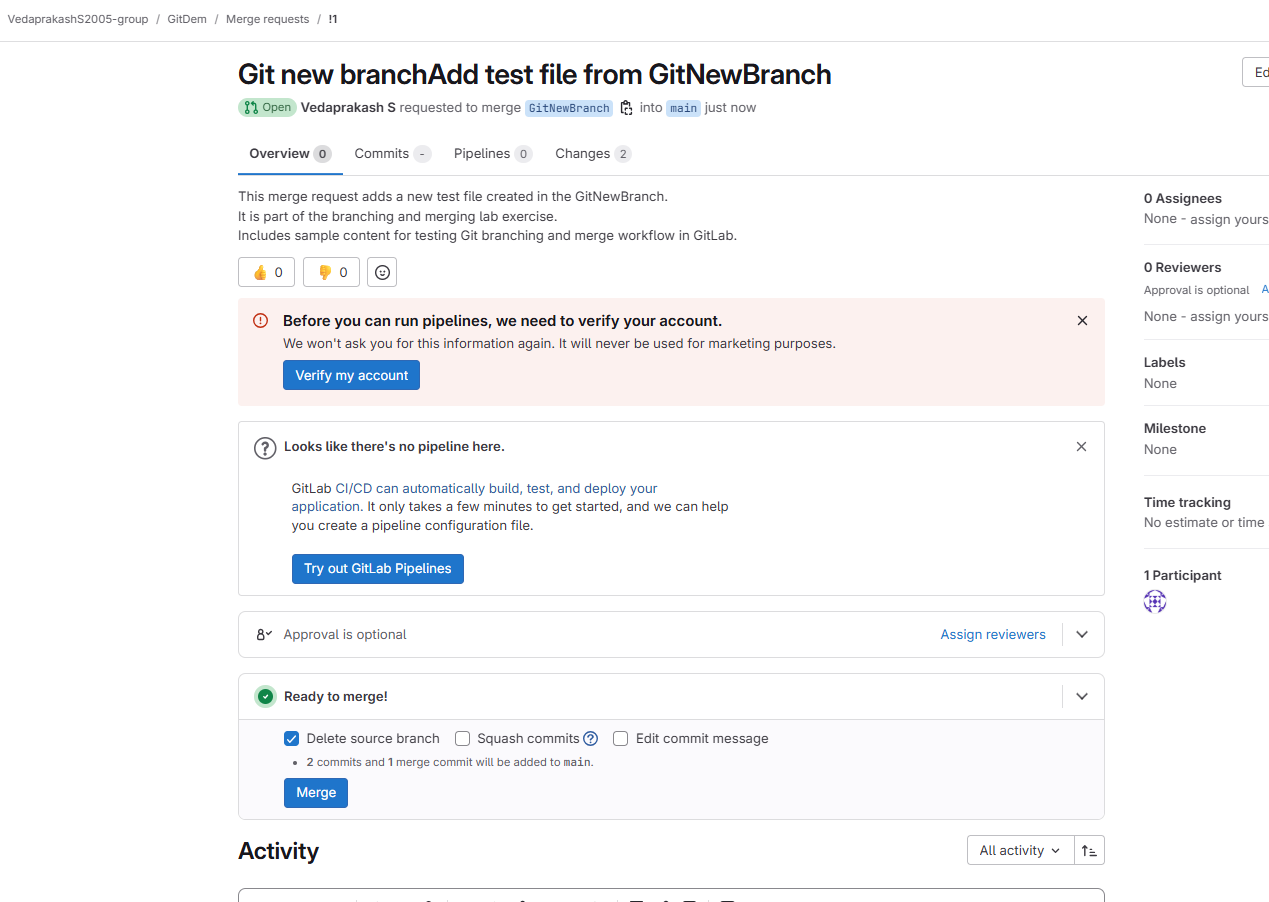 VedaprakashS2005-group / GitDem / Merge requests / !1
Git new branchAdd test file from GitNewBranch
Ed
Open Vedaprakash S requested to merge GitNewBranch into main just now
Overview 0 Commits - Pipelines 0 Changes 2
This merge request adds a new test file created in the GitNewBranch.
It is part of the branching and merging lab exercise.
Includes sample content for testing Git branching and merge workflow in GitLab.
👍 0 👎 0
Before you can run pipelines, we need to verify your account.
We won't ask you for this information again. It will never be used for marketing purposes.
Verify my account
Looks like there's no pipeline here.
GitLab CI/CD can automatically build, test, and deploy your
application. It only takes a few minutes to get started, and we can help
you create a pipeline configuration file.
Try out GitLab Pipelines
Approval is optional Assign reviewers
Ready to merge!
Delete source branch Squash commits Edit commit message
• 2 commits and 1 merge commit will be added to main.
Merge
Activity
All activity
0 Assignees
None - assign yours
0 Reviewers
Approval is optional A
None - assign yours
Labels
None
Milestone
None
Time tracking
No estimate or time
1 Participant